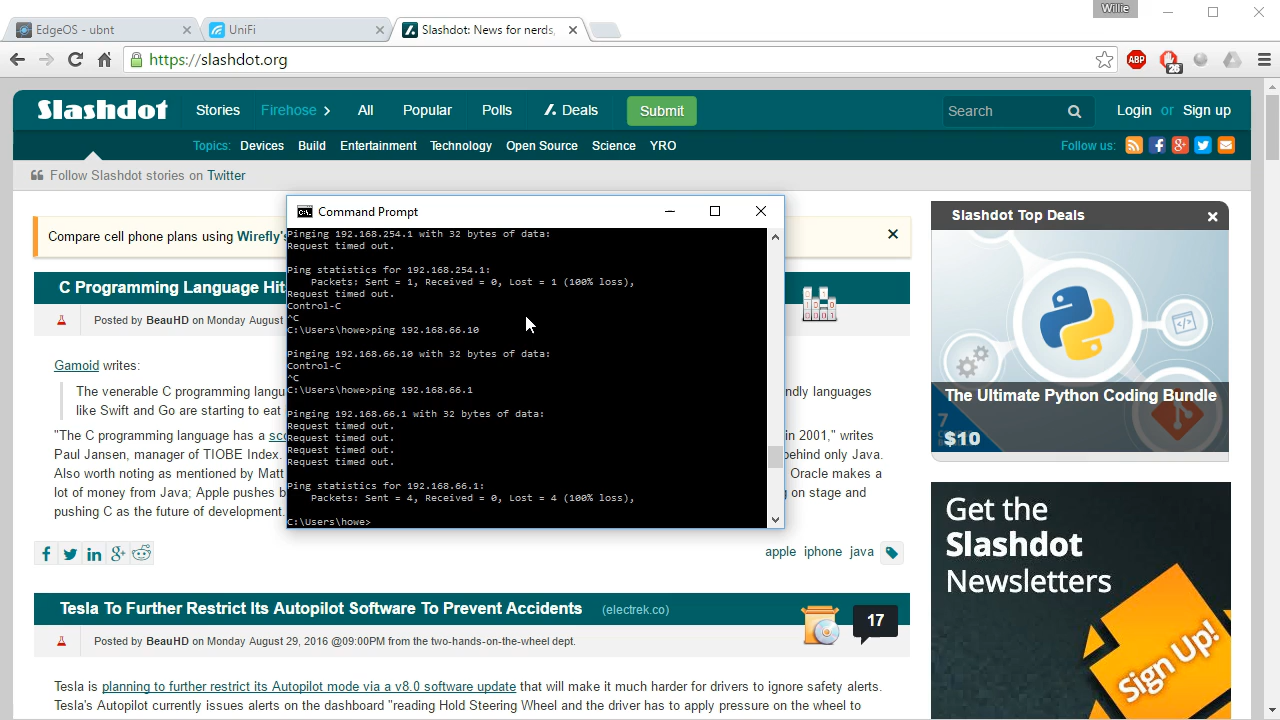 Willie
EdgeOS - ubnt
UniFi
Slashdot: News for nerds,
https://slashdot.org
ABP
26
Slashdot
Stories
Firehose >
All
Popular
Polls
Deals
Submit
Search
Login or Sign up
Topics: Devices Build Entertainment Technology Open Source Science YRO
Follow us:
Follow Slashdot stories on Twitter
Compare cell phone plans using Wirefly's
C Programming Language Hit
Posted by BeauHD on Monday August
Gamoid writes:
The venerable C programming langu
ndly languages
like Swift and Go are starting to eat
"The C programming language has a sc
in 2001," writes
Paul Jansen, manager of TIOBE Index.
behind only Java.
Also worth noting as mentioned by Matt
Oracle makes a
lot of money from Java; Apple pushes b
g on stage and
pushing C as the future of development.
Command Prompt
Pinging 192.168.254.1 with 32 bytes of data:
Request timed out.
Ping statistics for 192.168.254.1:
Packets: Sent = 1, Received = 0, Lost = 1 (100% loss),
Request timed out.
Control-C
^C
C:\Users\howe>ping 192.168.66.10
Pinging 192.168.66.10 with 32 bytes of data:
Control-C
^C
C:\Users\howe>ping 192.168.66.1
Pinging 192.168.66.1 with 32 bytes of data:
Request timed out.
Request timed out.
Request timed out.
Request timed out.
Ping statistics for 192.168.66.1:
Packets: Sent = 4, Received = 0, Lost = 4 (100% loss),
C:\Users\howe>
apple iphone java
Tesla To Further Restrict Its Autopilot Software To Prevent Accidents (electrek.co)
17
Posted by BeauHD on Monday August 29, 2016 @09:00PM from the two-hands-on-the-wheel dept.
Tesla is planning to further restrict its Autopilot mode via a v8.0 software update that will make it much harder for drivers to ignore safety alerts.
Tesla's Autopilot currently issues alerts on the dashboard "reading Hold Steering Wheel and the driver has to apply pressure on the wheel to
Slashdot Top Deals
The Ultimate Python Coding Bundle
7
$10
Get the
Slashdot
Newsletters
Sign Up!